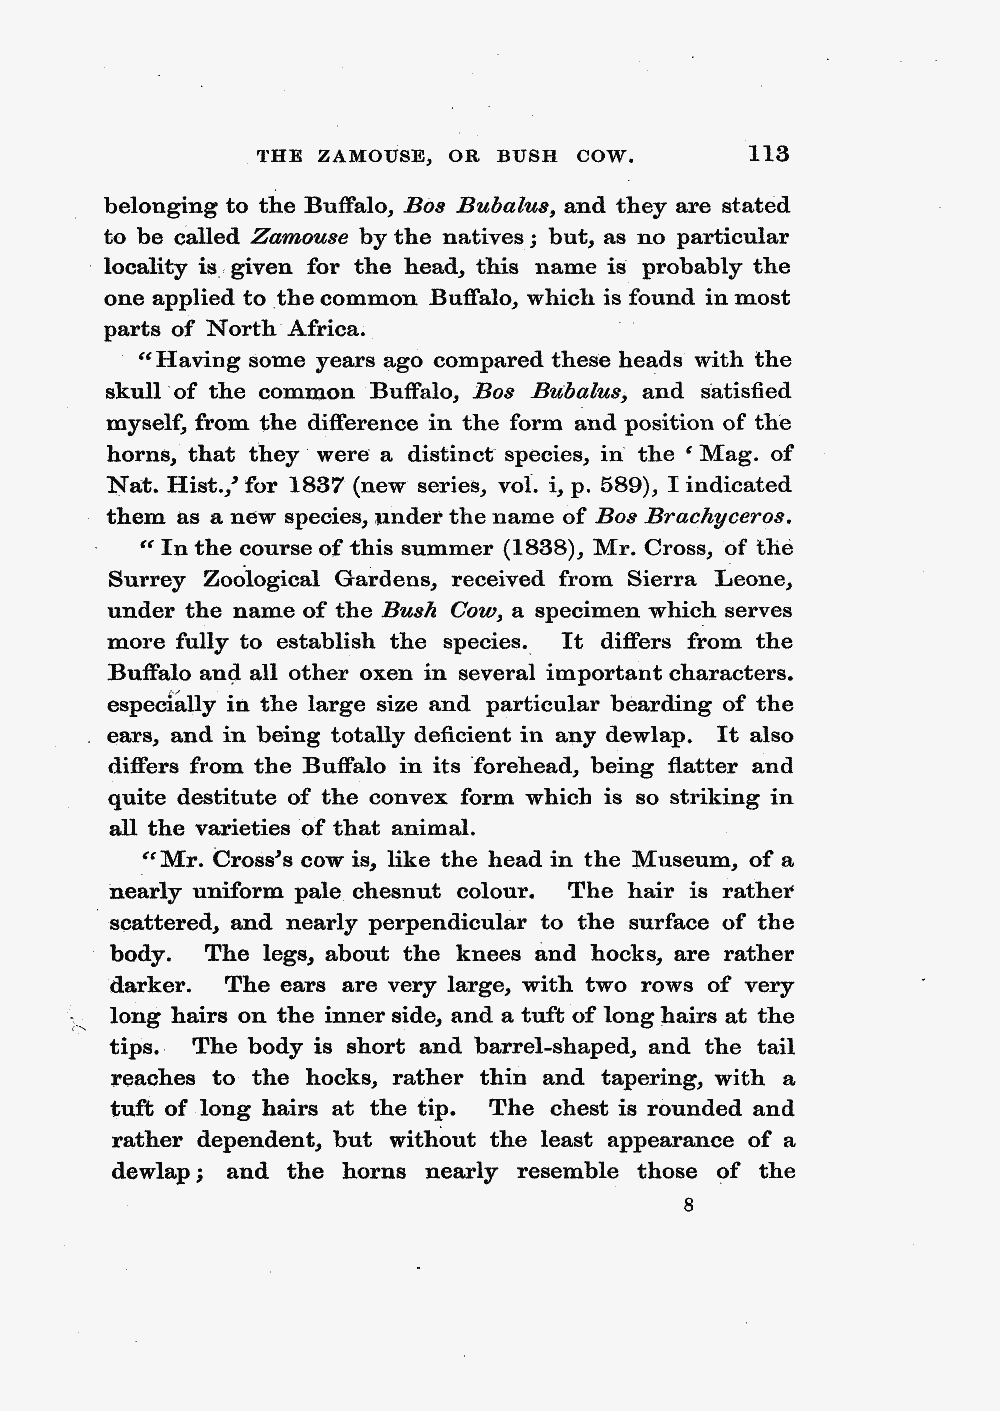 THE ZAMOUSE, OR BUSH COW. 113
belonging to the Buffalo, Bos Bubalus, and they are stated
to be called Zamouse by the natives; but, as no particular
locality is given for the head, this name is probably the
one applied to the common Buffalo, which is found in most
parts of North Africa.
“Having some years ago compared these heads with the
skull of the common Buffalo, Bos Bubalus, and satisfied
myself, from the difference in the form and position of the
horns, that they were a distinct species, in the ‘Mag. of
Nat. Hist.,’ for 1837 (new series, vol. i, p. 589), I indicated
them as a new species, under the name of Bos Brachyceros.
“In the course of this summer (1838), Mr. Cross, of the
Surrey Zoological Gardens, received from Sierra Leone,
under the name of the Bush Cow, a specimen which serves
more fully to establish the species. It differs from the
Buffalo and all other oxen in several important characters.
especially in the large size and particular bearding of the
ears, and in being totally deficient in any dewlap. It also
differs from the Buffalo in its forehead, being flatter and
quite destitute of the convex form which is so striking in
all the varieties of that animal.
“Mr. Cross’s cow is, like the head in the Museum, of a
nearly uniform pale chesnut colour. The hair is rather
scattered, and nearly perpendicular to the surface of the
body. The legs, about the knees and hocks, are rather
darker. The ears are very large, with two rows of very
long hairs on the inner side, and a tuft of long hairs at the
tips. The body is short and barrel-shaped, and the tail
reaches to the hocks, rather thin and tapering, with a
tuft of long hairs at the tip. The chest is rounded and
rather dependent, but without the least appearance of a
dewlap; and the horns nearly resemble those of the
8